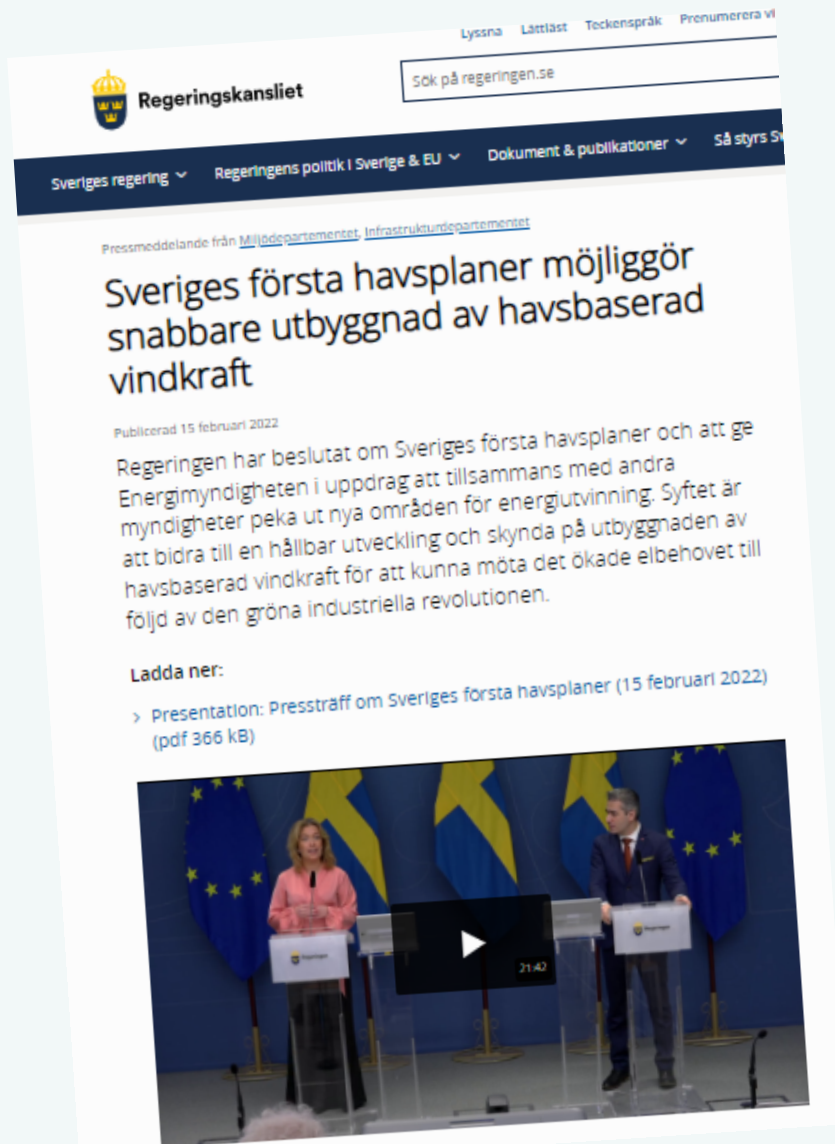 Lyssna Lättläst Teckenspråk Prenumerera vi
Regeringskansliet
Sök på regeringen.se
Sveriges regering Regeringens politik i Sverige & EU Dokument & publikationer Så styrs Sv
Pressmeddelande från Miljödepartementet, Infrastrukturdepartementet
Sveriges första havsplaner möjliggör
snabbare utbyggnad av havsbaserad
vindkraft
Publicerad 15 februari 2022
Regeringen har beslutat om Sveriges första havsplaner och att ge
Energimyndigheten i uppdrag att tillsammans med andra
myndigheter peka ut nya områden för energiutvinning. Syftet är
att bidra till en hållbar utveckling och skynda på utbyggnaden av
havsbaserad vindkraft för att kunna möta det ökade elbehovet till
följd av den gröna industriella revolutionen.
Ladda ner:
Presentation: Pressträff om Sveriges första havsplaner (15 februari 2022)
(pdf 366 kB)
21:42